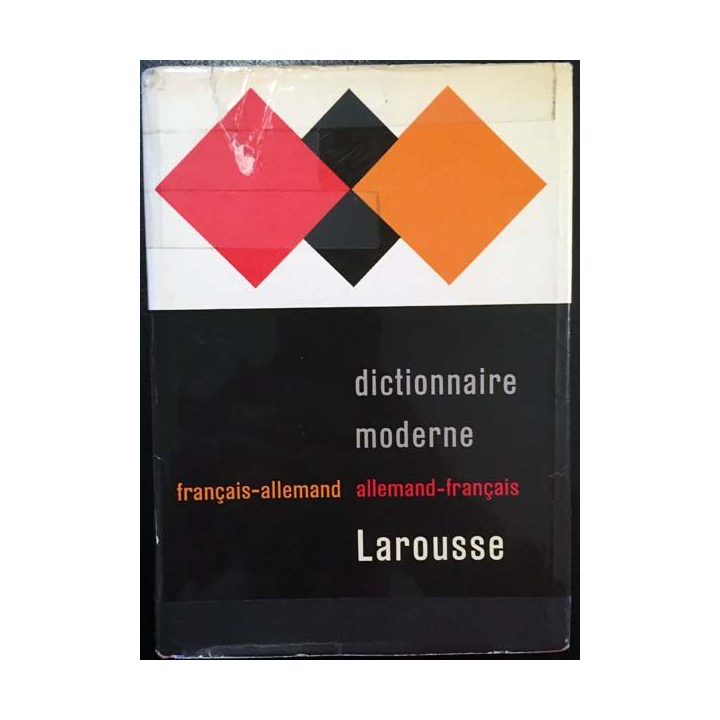 dictionnaire
moderne
français-allemand allemand-français
Larousse